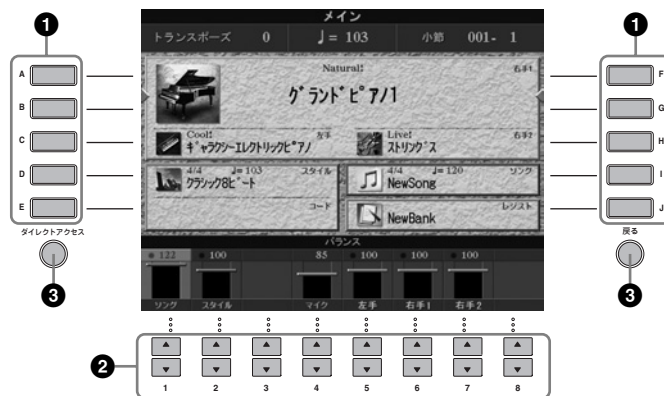 ❶
❶
メイン
トランスポーズ 0 ♩= 103 小節 001- 1
A
F
Natural! 右手1
グランドピアノ1
B
G
C
H
Cool! 左手
ギャラクシーエレクトリックピアノ
Live! 右手2
ストリングス
D
I
4/4 ♩= 103 スタイル
クラシック8ビート
4/4 ♩= 120 ソング
NewSong
E
J
コード
レジスト
NewBank
ダイレクトアクセス
戻る
バランス
122 100 85 100 100 100
❸
❸
ソング スタイル マイク 左手 右手1 右手2
❷
1 2 3 4 5 6 7 8